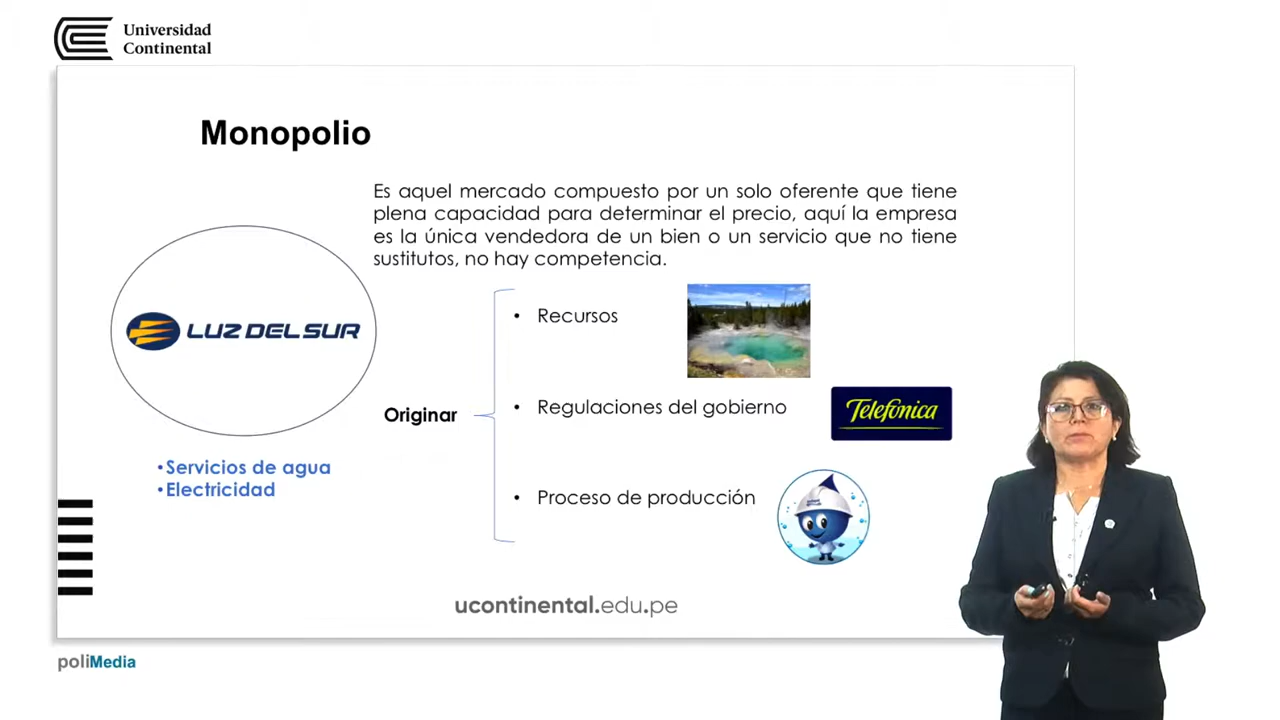 Universidad
Continental
Monopolio
Es aquel mercado compuesto por un solo oferente que tiene
plena capacidad para determinar el precio, aquí la empresa
es la única vendedora de un bien o un servicio que no tiene
sustitutos, no hay competencia.
LUZ DEL SUR
Originar
• Recursos
• Regulaciones del gobierno
Telefónica
• Proceso de producción
• Servicios de agua
• Electricidad
ucontinental.edu.pe
poliMedia